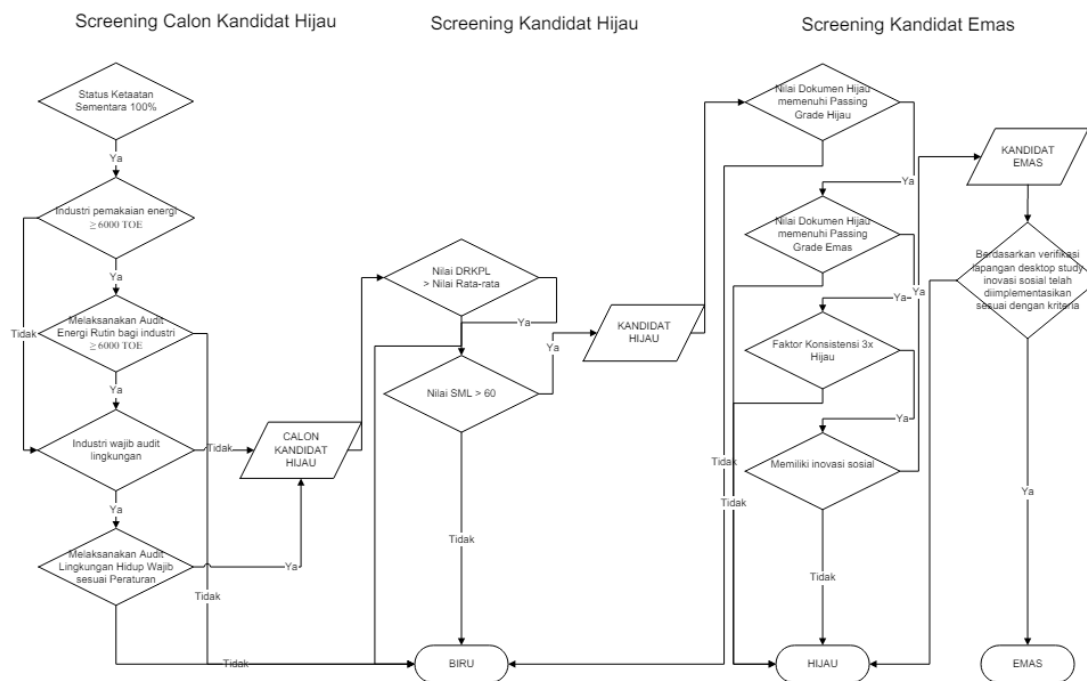 Screening Calon Kandidat Hijau
Screening Kandidat Hijau
Screening Kandidat Emas
Status Ketaatan
Sementara 100%
Ya
Industri pemakaian energi
≥ 6000 TOE
Ya
Tidak
Melaksanakan Audit
Energi Rutin bagi industri
≥ 6000 TOE
Ya
Industri wajib audit
lingkungan
Tidak
Ya
Melaksanakan Audit
Lingkungan Hidup Wajib
sesuai Peraturan
Ya
Tidak
Tidak
CALON
KANDIDAT
HIJAU
Nilai DRKPL
> Nilai Rata-rata
Ya
Nilai SML > 60
Ya
Tidak
BIRU
KANDIDAT
HIJAU
Nilai Dokumen Hijau
memenuhi Passing
Grade Hijau
Ya
Nilai Dokumen Hijau
memenuhi Passing
Grade Emas
Ya
Faktor Konsistensi 3x
Hijau
Ya
Memiliki inovasi sosial
Ya
Tidak
Tidak
Tidak
HIJAU
KANDIDAT
EMAS
Berdasarkan verifikasi
lapangan desktop study
inovasi sosial telah
diimplementasikan
sesuai dengan kriteria
Ya
EMAS